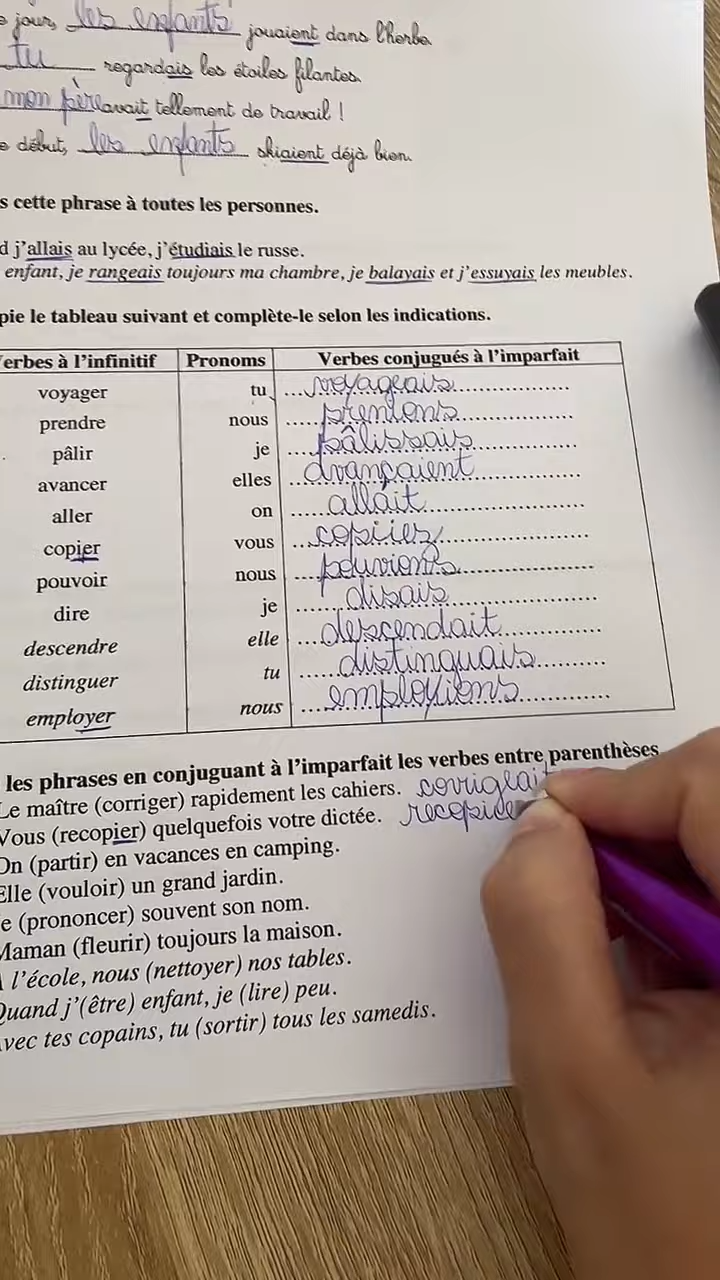 jour, les enfants jouaient dans l'herbe.
tu regardais les étoiles filantes.
mon père avait tellement de travail !
début, les enfants skiaient déjà bien.
cette phrase à toutes les personnes.
j'allais au lycée, j'étudiais le russe.
enfant, je rangeais toujours ma chambre, je balayais et j'essuyais les meubles.
le tableau suivant et complète-le selon les indications.
erbes à l'infinitif Pronoms Verbes conjugués à l'imparfait
voyager tu voyageais
prendre nous prenions
pâlir je pâlissais
avancer elles avançaient
aller on allait
copier vous copiiez
pouvoir nous pouvions
dire je disais
descendre elle descendait
distinguer tu distinguais
employer nous employions
les phrases en conjuguant à l'imparfait les verbes entre parenthèses
Le maître (corriger) rapidement les cahiers. corrigeait
Vous (recopier) quelquefois votre dictée.
On (partir) en vacances en camping.
Elle (vouloir) un grand jardin.
e (prononcer) souvent son nom.
Maman (fleurir) toujours la maison.
l'école, nous (nettoyer) nos tables.
Quand j'(être) enfant, je (lire) peu.
vec tes copains, tu (sortir) tous les samedis.